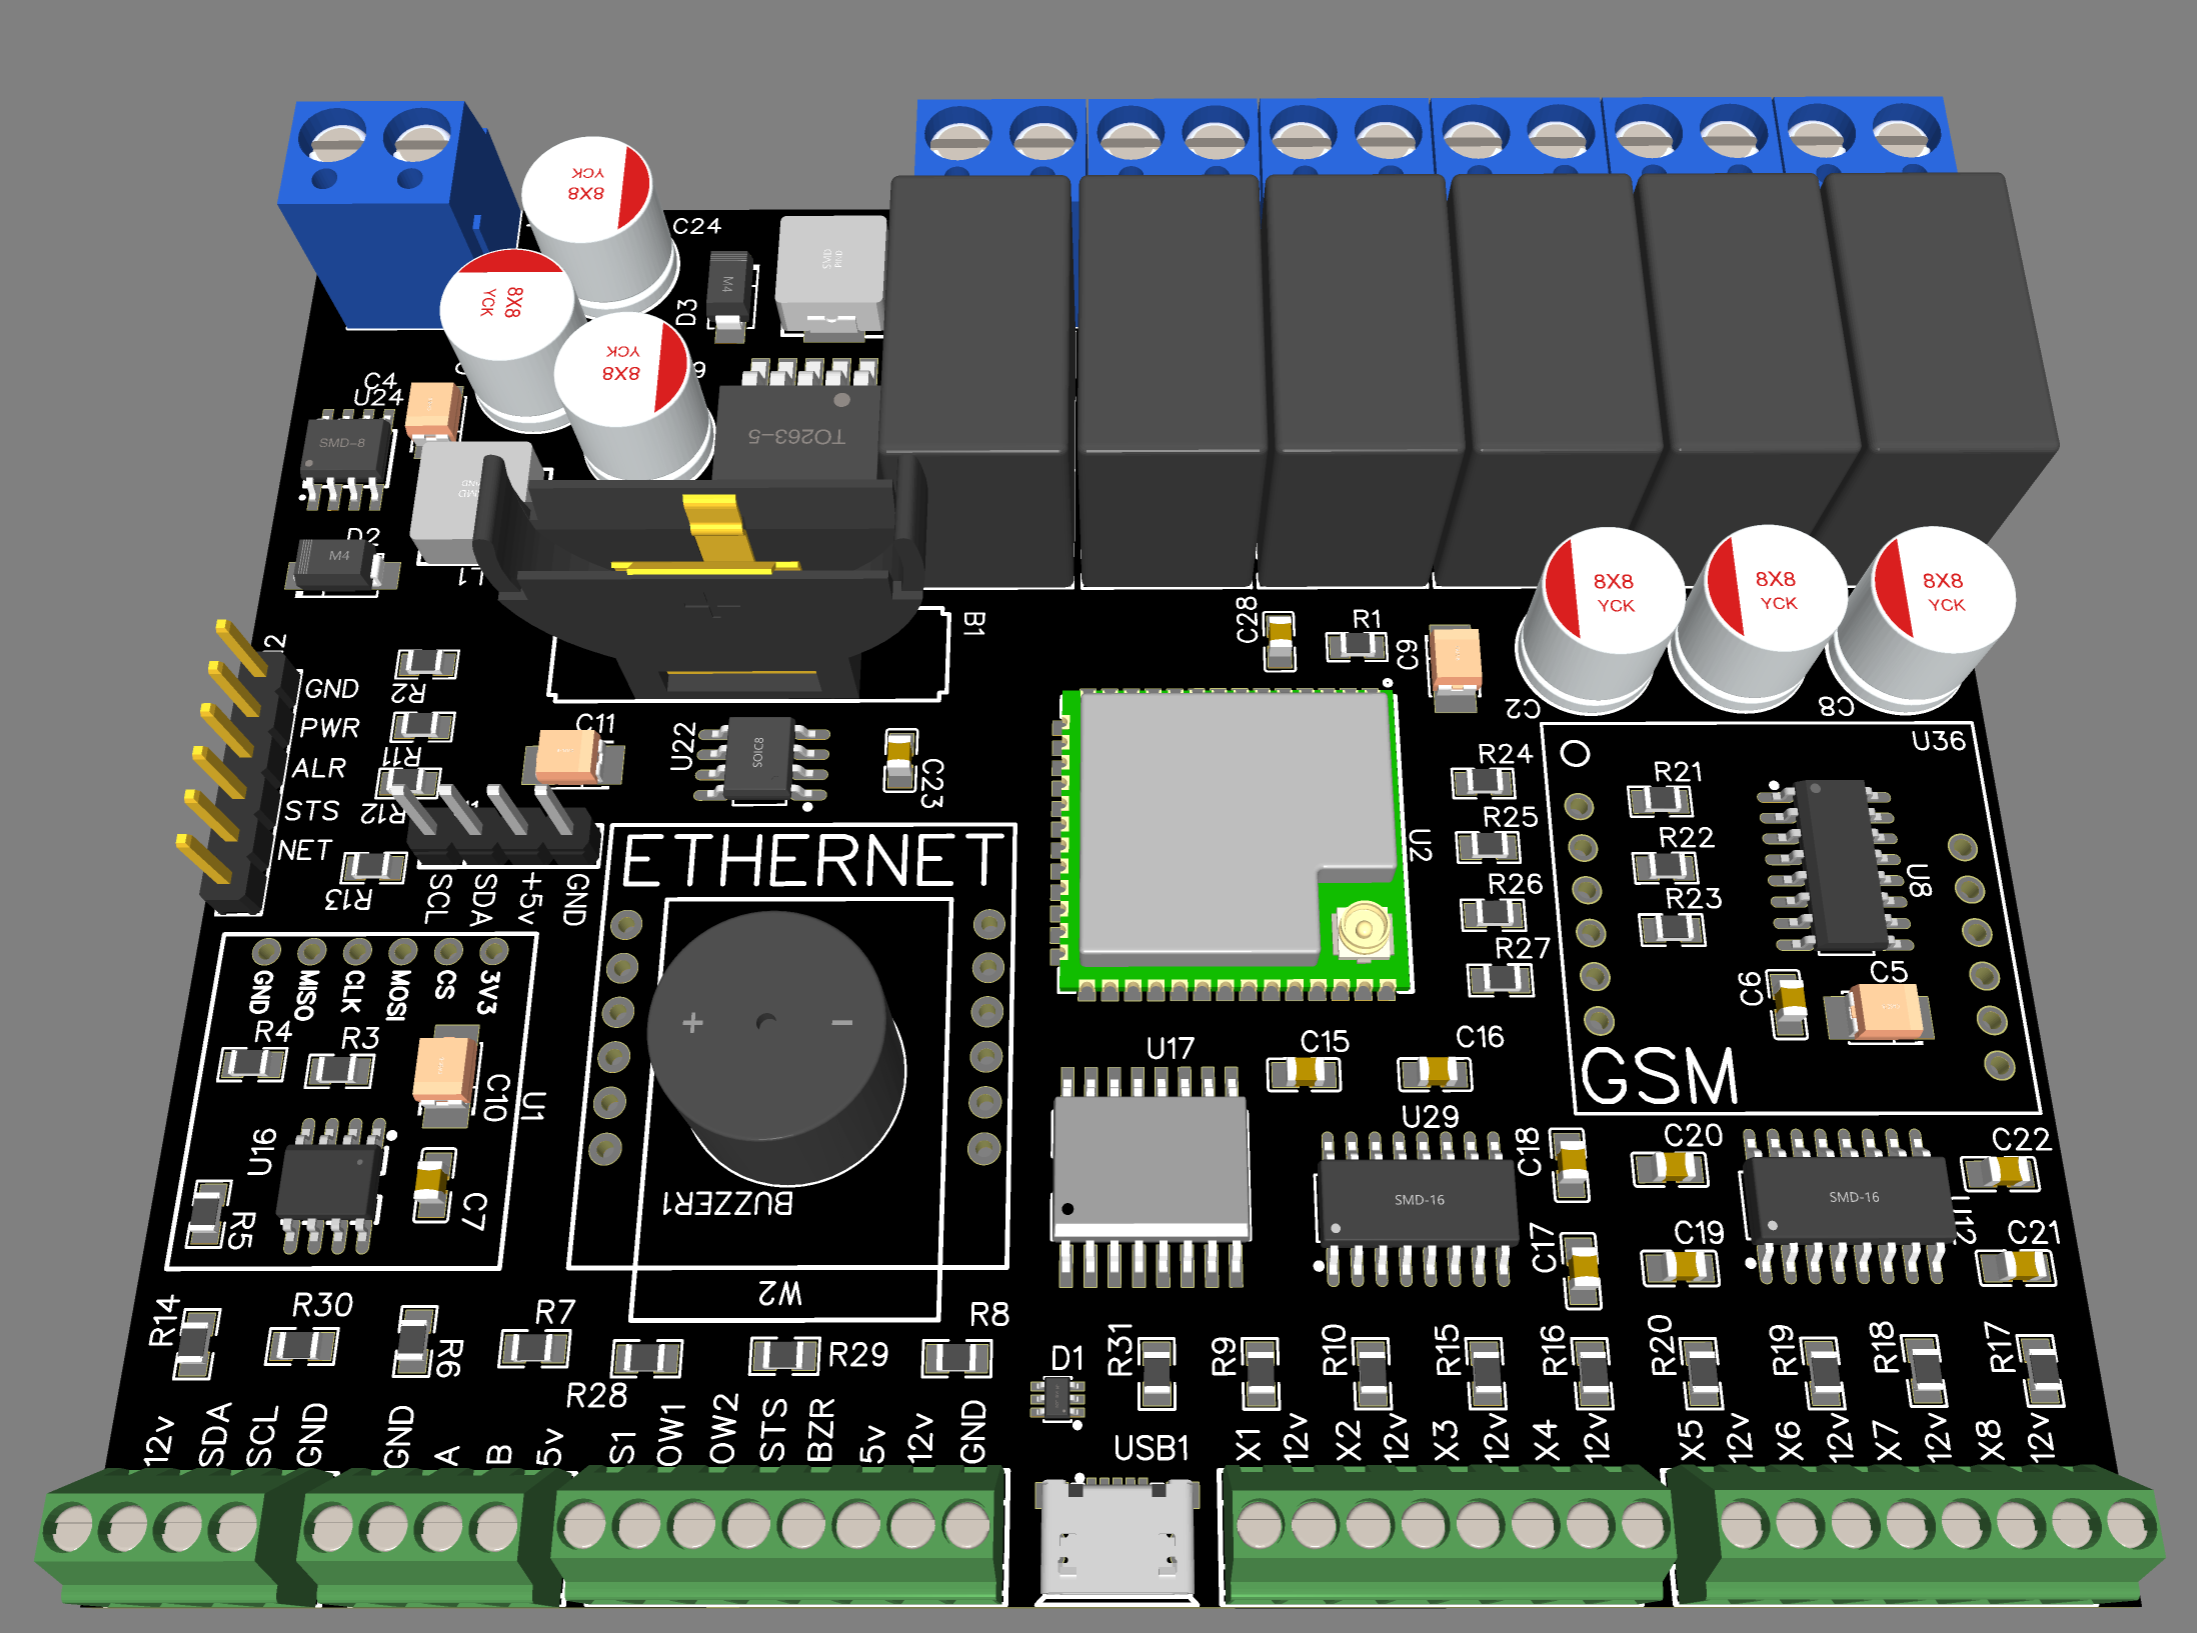 8X8
YCK
C24
8X8
YCK
M4
D3
SMD
8X8
YCK
9
C4
U24
SMD-8
TO263-5
D2
M4
L1
B1
8X8
YCK
8X8
YCK
8X8
YCK
C28
R1
C9
C2
C8
2
GND
PWR
ALR
STS
NET
R2
R11
R12
R13
C11
U22
SOIC8
C23
SCL
SDA
+5v
GND
ETHERNET
U2
R24
R25
R26
R27
U36
R21
R22
R23
U8
C6
C5
GSM
GND
MISO
CLK
MOSI
CS
3V3
R4
R3
C10
U1
U16
C7
R5
+
-
BUZZER1
W2
U17
C15
C16
U29
SMD-16
C18
C17
C20
C19
SMD-16
U12
C22
C21
R14
R30
R6
R7
R28
R29
R8
D1
R31
R9
R10
R15
R16
R20
R19
R18
R17
12v
SDA
SCL
GND
GND
A
B
5v
S1
OW1
OW2
STS
BZR
5v
12v
GND
USB1
X1
12v
X2
12v
X3
12v
X4
12v
X5
12v
X6
12v
X7
12v
X8
12v